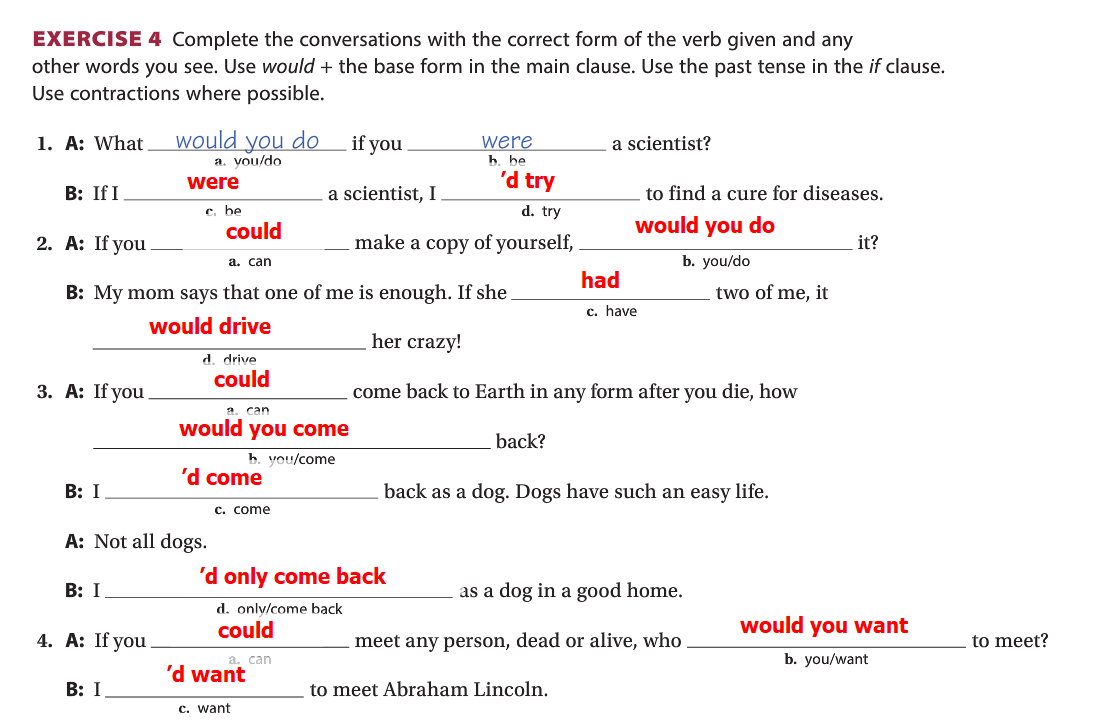 EXERCISE 4 Complete the conversations with the correct form of the verb given and any
other words you see. Use would + the base form in the main clause. Use the past tense in the if clause.
Use contractions where possible.
1. A: What would you do if you were a scientist?
a. you/do b. be
B: If I were a scientist, I 'd try to find a cure for diseases.
c. be d. try
2. A: If you could make a copy of yourself, would you do it?
a. can b. you/do
B: My mom says that one of me is enough. If she had two of me, it
c. have
would drive her crazy!
d. drive
3. A: If you could come back to Earth in any form after you die, how
a. can
would you come back?
b. you/come
B: I 'd come back as a dog. Dogs have such an easy life.
c. come
A: Not all dogs.
B: I 'd only come back as a dog in a good home.
d. only/come back
4. A: If you could meet any person, dead or alive, who would you want to meet?
a. can b. you/want
B: I 'd want to meet Abraham Lincoln.
c. want